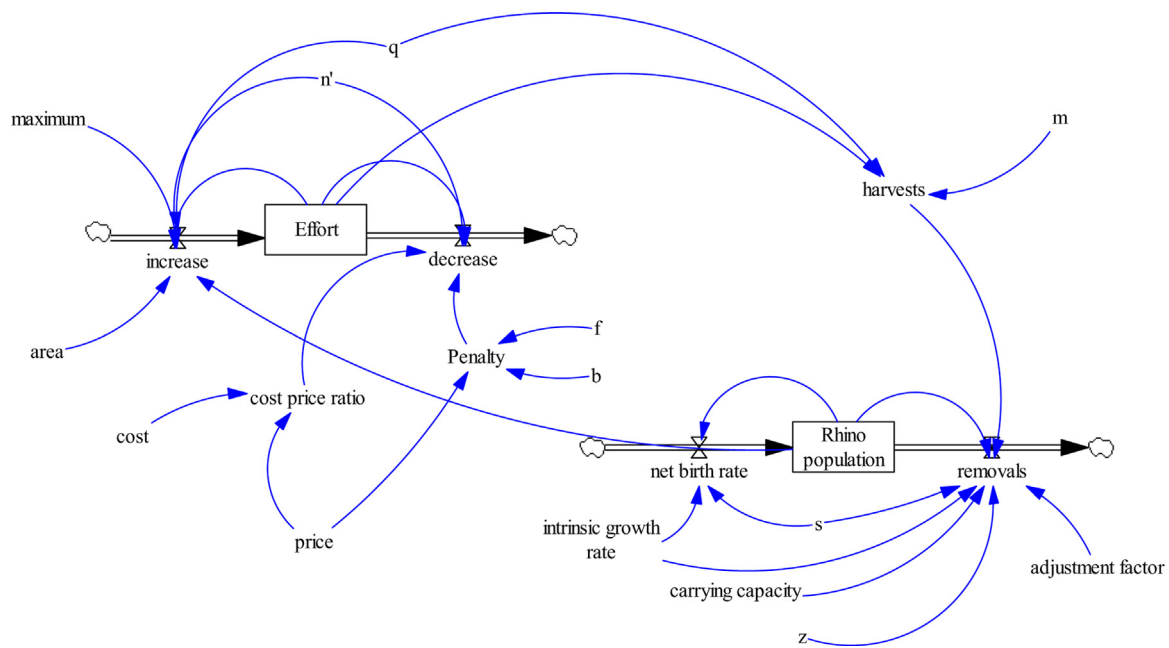 q
n'
maximum
m
harvests
Effort
increase
decrease
f
area
Penalty
b
cost price ratio
cost
Rhino
population
net birth rate
removals
s
intrinsic growth
rate
price
adjustment factor
carrying capacity
z